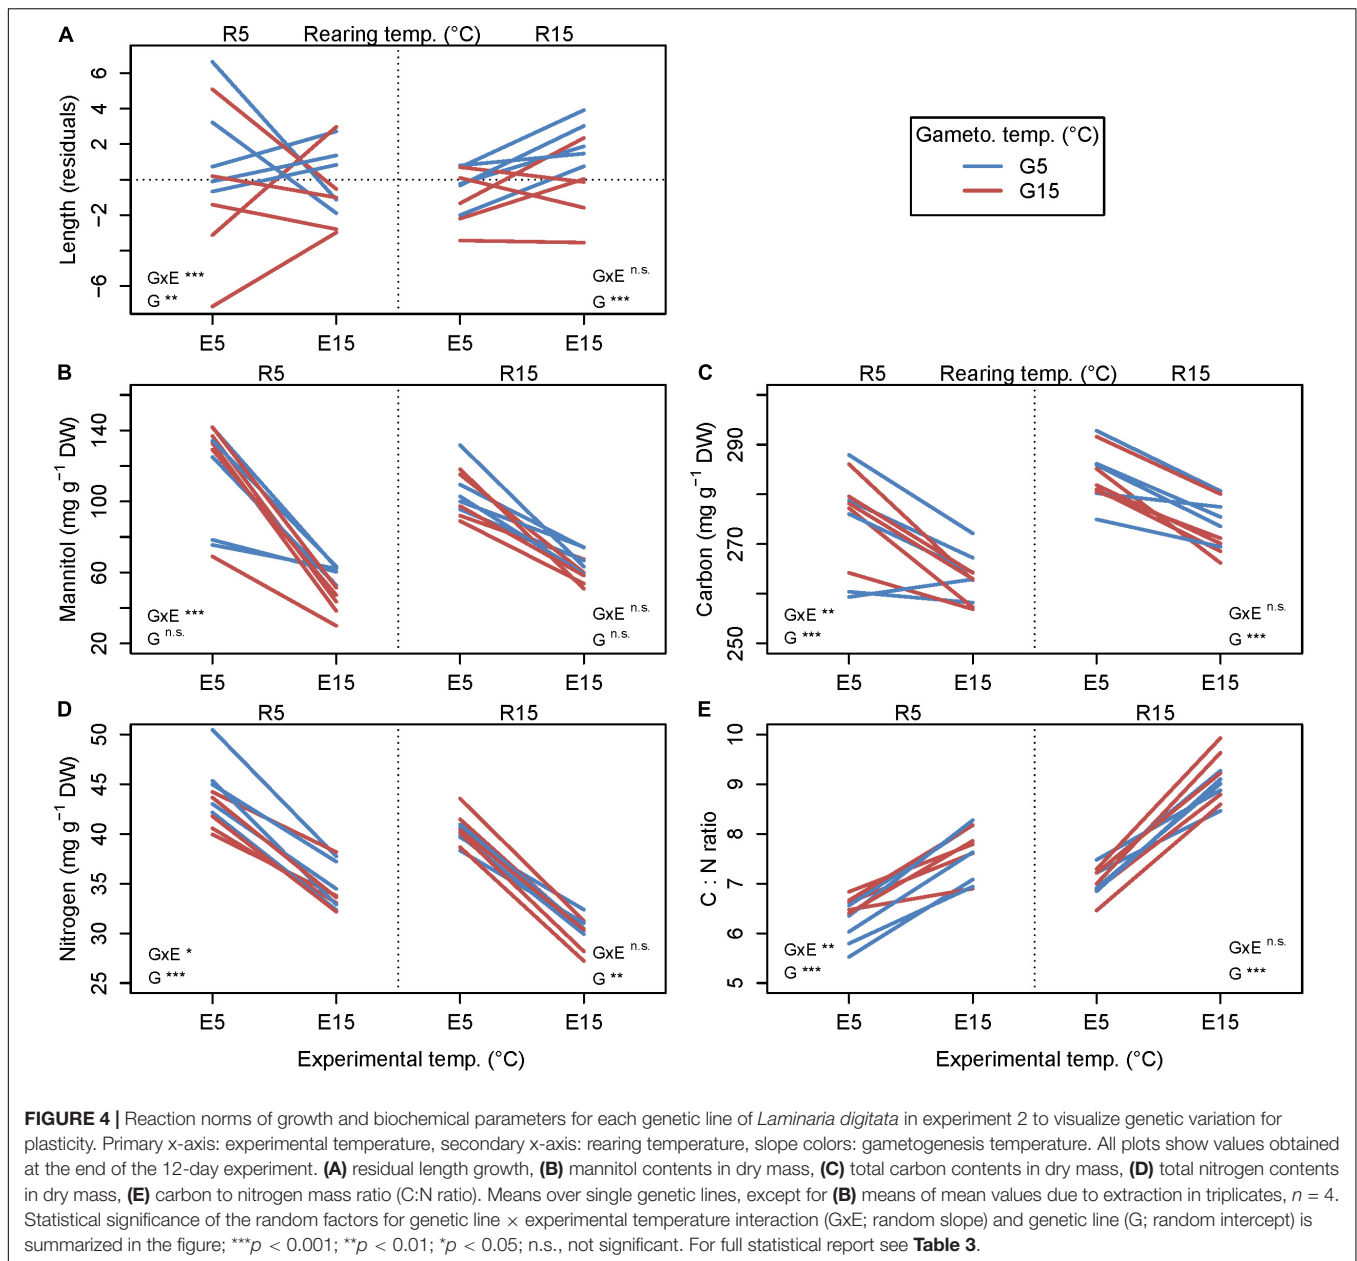 A
R5 Rearing temp. (°C) R15
Length (residuals)
6
4
2
−2
−6
GxE ***
G **
GxE n.s.
G ***
E5 E15 E5 E15
Gameto. temp. (°C)
G5
G15
B
R5 R15
Mannitol (mg g−1 DW)
140
100
60
20
GxE ***
G n.s.
GxE n.s.
G n.s.
E5 E15 E5 E15
C
R5 Rearing temp. (°C) R15
Carbon (mg g−1 DW)
290
270
250
GxE **
G ***
GxE n.s.
G ***
E5 E15 E5 E15
D
R5 R15
Nitrogen (mg g−1 DW)
50
45
40
35
30
25
GxE *
G ***
GxE n.s.
G **
E5 E15 E5 E15
Experimental temp. (°C)
E
R5 R15
C : N ratio
10
9
8
7
6
5
GxE **
G ***
GxE n.s.
G ***
E5 E15 E5 E15
Experimental temp. (°C)
FIGURE 4 | Reaction norms of growth and biochemical parameters for each genetic line of Laminaria digitata in experiment 2 to visualize genetic variation for
plasticity. Primary x-axis: experimental temperature, secondary x-axis: rearing temperature, slope colors: gametogenesis temperature. All plots show values obtained
at the end of the 12-day experiment. (A) residual length growth, (B) mannitol contents in dry mass, (C) total carbon contents in dry mass, (D) total nitrogen contents
in dry mass, (E) carbon to nitrogen mass ratio (C:N ratio). Means over single genetic lines, except for (B) means of mean values due to extraction in triplicates, n = 4.
Statistical significance of the random factors for genetic line × experimental temperature interaction (GxE; random slope) and genetic line (G; random intercept) is
summarized in the figure; ***p < 0.001; **p < 0.01; *p < 0.05; n.s., not significant. For full statistical report see Table 3.